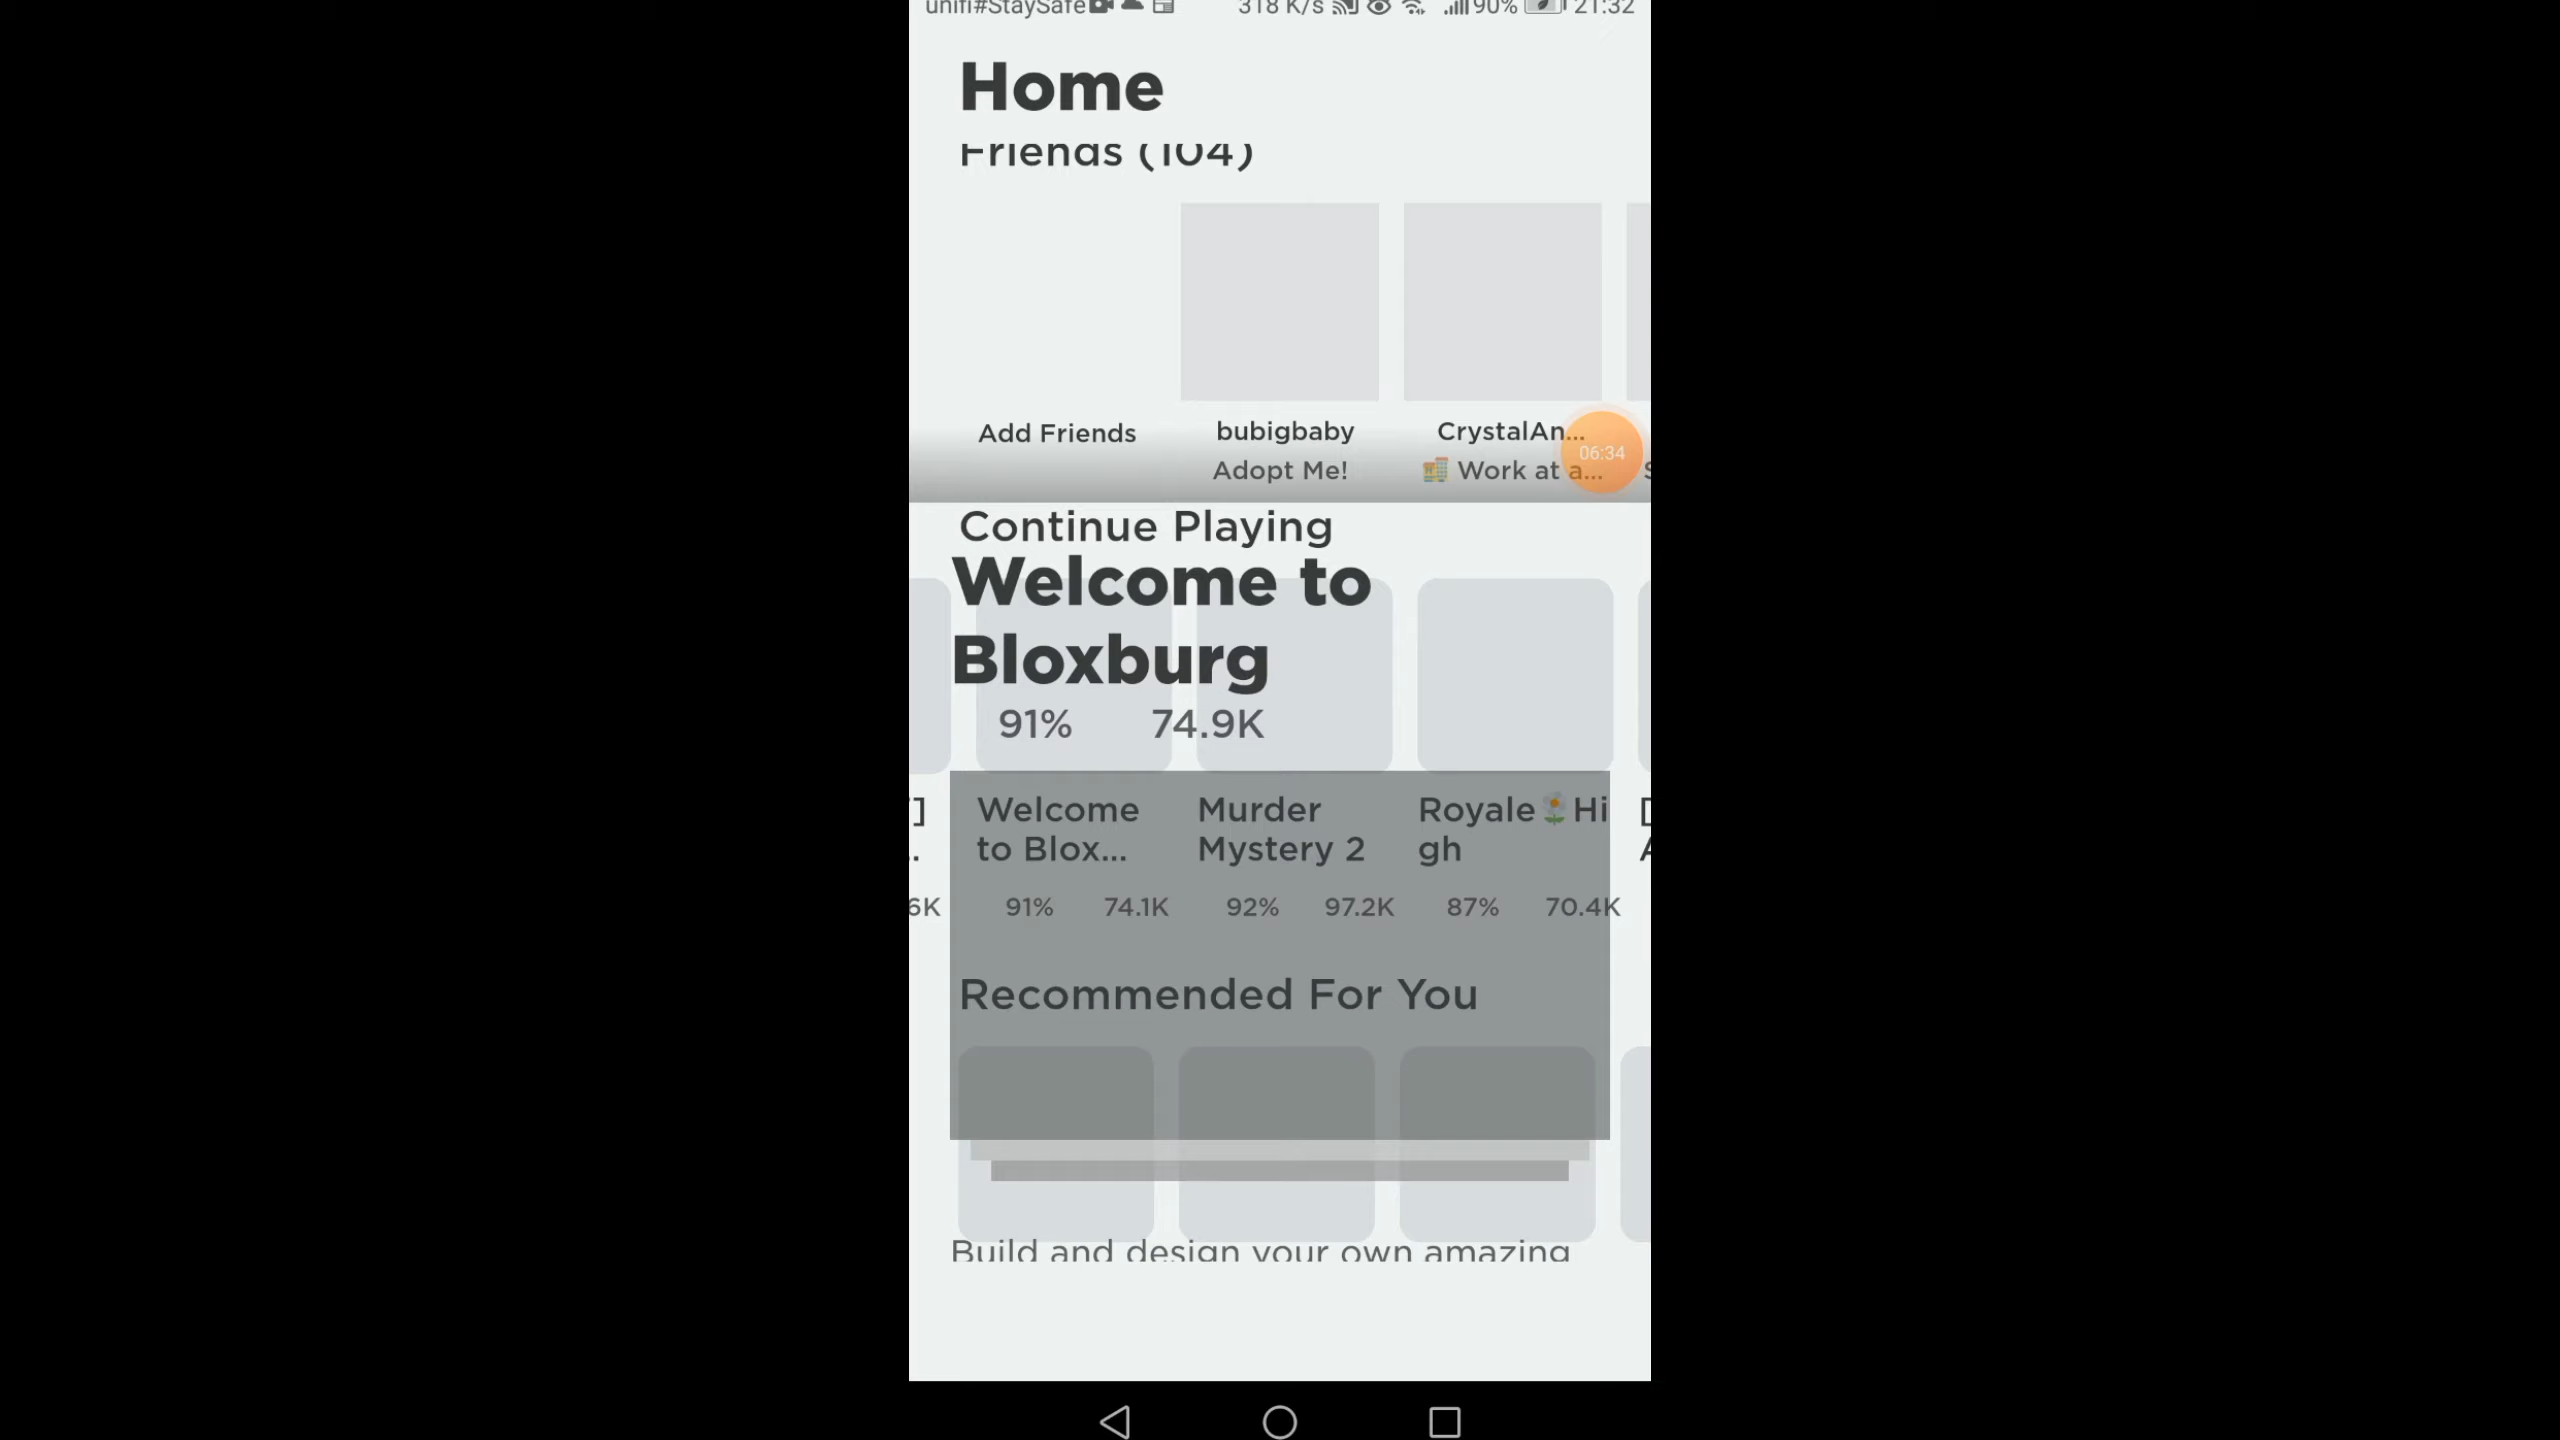 unifi#StaySafe 318 K/s 90% 21:32
Home
Friends (104)
Add Friends bubigbaby CrystalAn...
Adopt Me! Work at a...
06:34
Continue Playing
Welcome to
Bloxburg
91% 74.9K
] Welcome Murder Royale🌼Hi [
to Blox... Mystery 2 gh
6K 91% 74.1K 92% 97.2K 87% 70.4K
Recommended For You
Build and design your own amazing